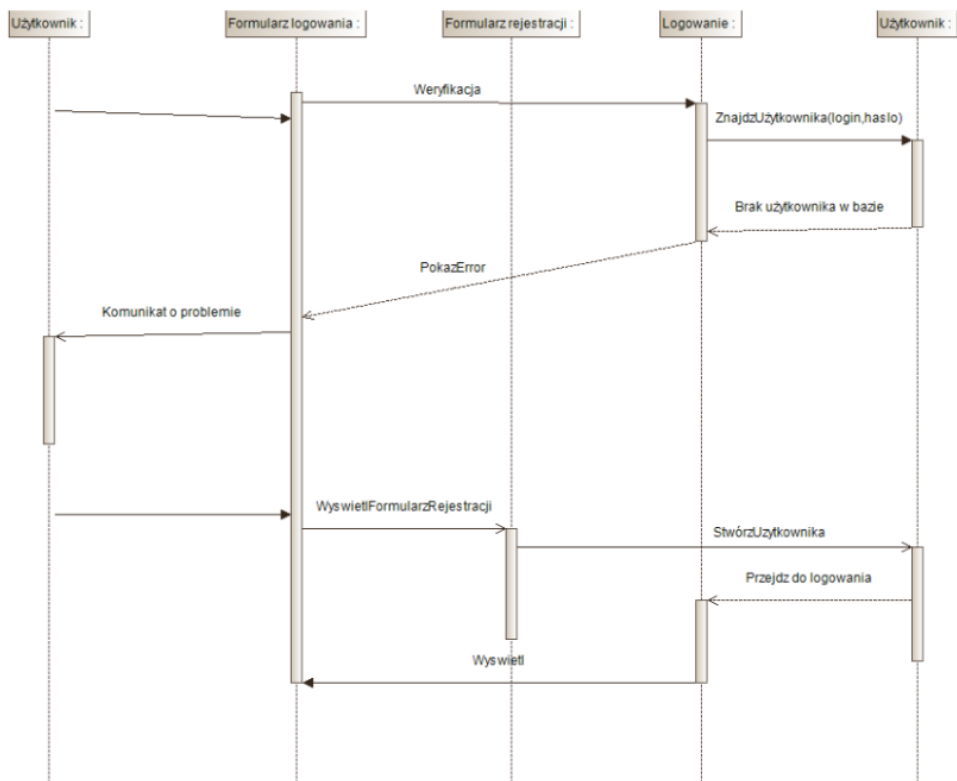 Użytkownik :
Formularz logowania :
Formularz rejestracji :
Logowanie :
Użytkownik :
Weryfikacja
ZnajdzUżytkownika(login,haslo)
Brak użytkownika w bazie
PokazError
Komunikat o problemie
WyswietlFormularzRejestracji
StwórzUzytkownika
Przejdz do logowania
Wyswietl